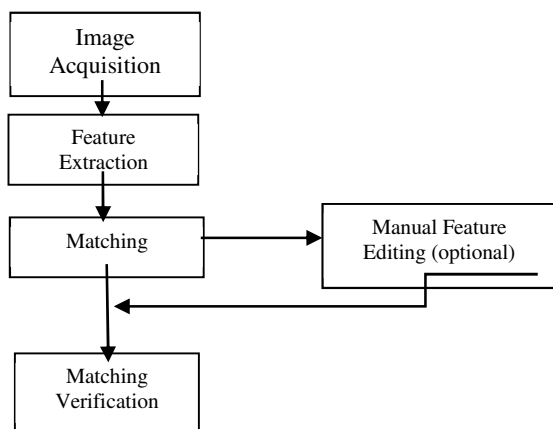 Image
Acquisition
Feature
Extraction
Matching
Manual Feature
Editing (optional)
Matching
Verification